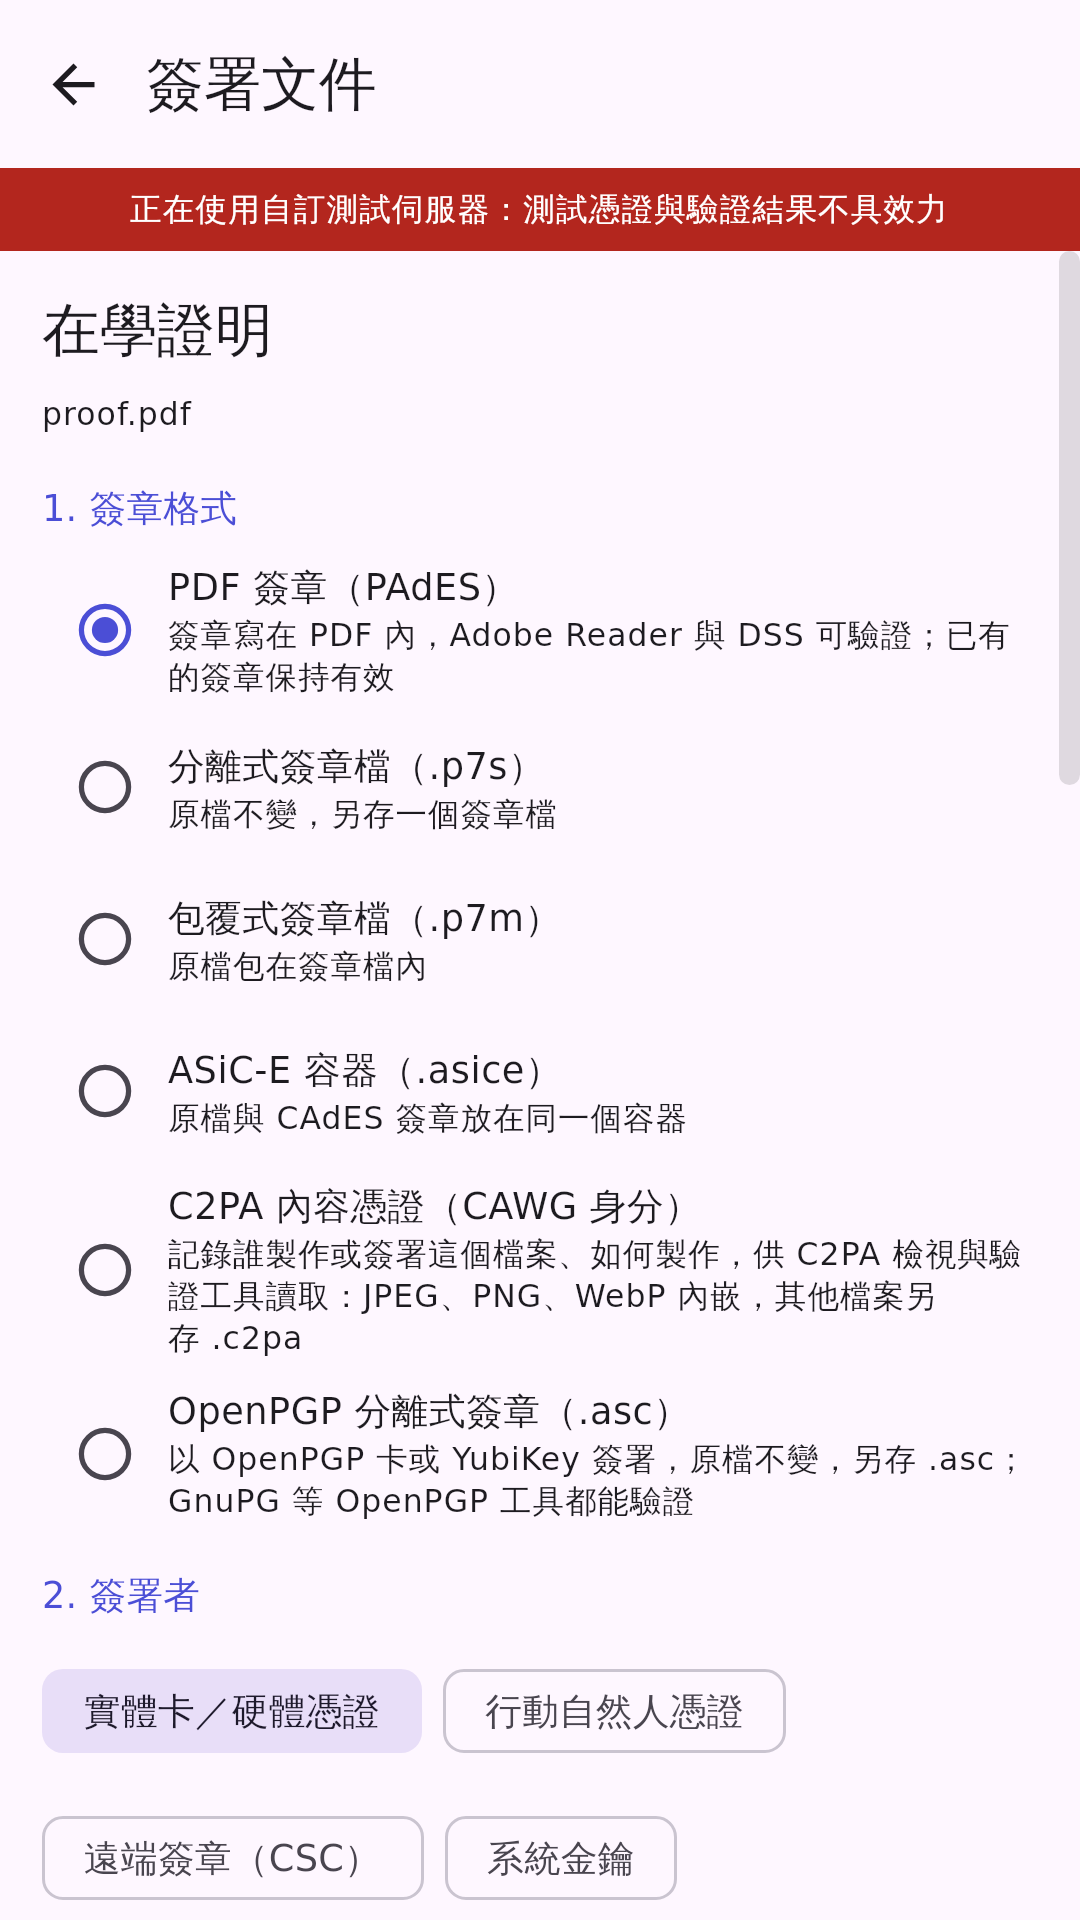 簽署文件
正在使用自訂測試伺服器：測試憑證與驗證結果不具效力
在學證明
proof.pdf
1. 簽章格式
PDF 簽章（PAdES）
簽章寫在 PDF 內，Adobe Reader 與 DSS 可驗證；已有
的簽章保持有效
分離式簽章檔（.p7s）
原檔不變，另存一個簽章檔
包覆式簽章檔（.p7m）
原檔包在簽章檔內
ASiC-E 容器（.asice）
原檔與 CAdES 簽章放在同一個容器
C2PA 內容憑證（CAWG 身分）
記錄誰製作或簽署這個檔案、如何製作，供 C2PA 檢視與驗
證工具讀取：JPEG、PNG、WebP 內嵌，其他檔案另
存 .c2pa
OpenPGP 分離式簽章（.asc）
以 OpenPGP 卡或 YubiKey 簽署，原檔不變，另存 .asc；
GnuPG 等 OpenPGP 工具都能驗證
2. 簽署者
實體卡／硬體憑證
行動自然人憑證
遠端簽章（CSC）
系統金鑰